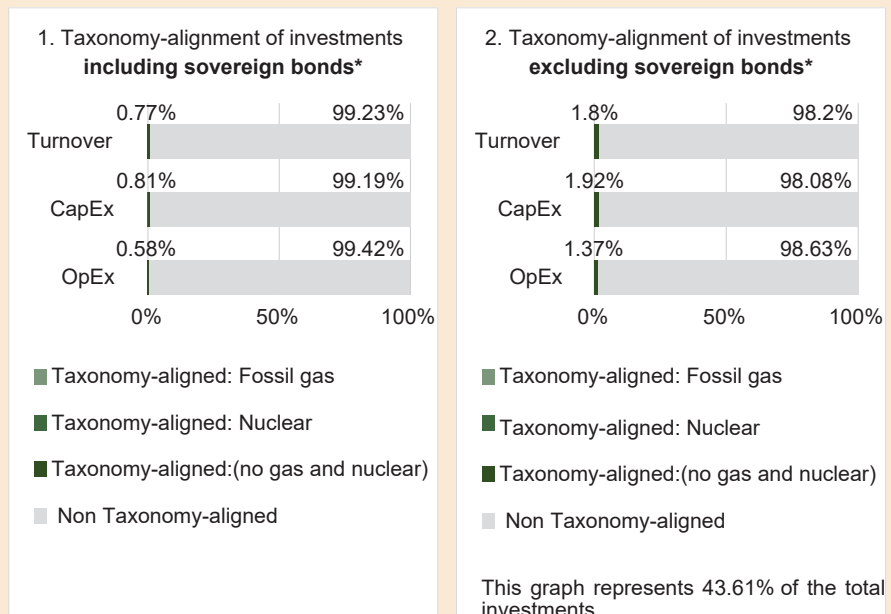 1. Taxonomy-alignment of investments
including sovereign bonds*
0.77% 99.23%
Turnover
0.81% 99.19%
CapEx
0.58% 99.42%
OpEx
0% 50% 100%
Taxonomy-aligned: Fossil gas
Taxonomy-aligned: Nuclear
Taxonomy-aligned:(no gas and nuclear)
Non Taxonomy-aligned
2. Taxonomy-alignment of investments
excluding sovereign bonds*
1.8% 98.2%
Turnover
1.92% 98.08%
CapEx
1.37% 98.63%
OpEx
0% 50% 100%
Taxonomy-aligned: Fossil gas
Taxonomy-aligned: Nuclear
Taxonomy-aligned:(no gas and nuclear)
Non Taxonomy-aligned
This graph represents 43.61% of the total
investments